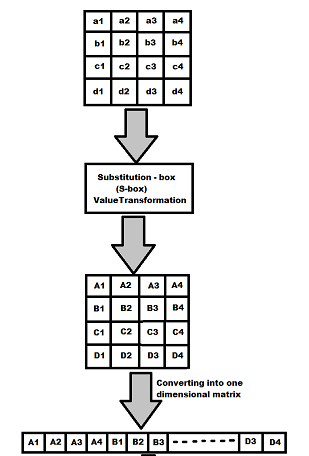 a1 a2 a3 a4
b1 b2 b3 b4
c1 c2 c3 c4
d1 d2 d3 d4
Substitution - box
(S-box)
ValueTransformation
A1 A2 A3 A4
B1 B2 B3 B4
C1 C2 C3 C4
D1 D2 D3 D4
Converting into one
dimensional matrix
A1 A2 A3 A4 B1 B2 B3 -------- D3 D4